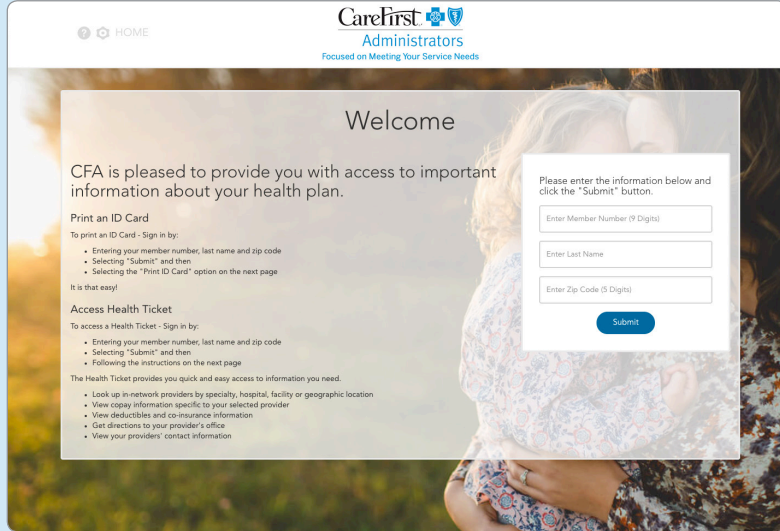 HOME
CareFirst
Administrators
Focused on Meeting Your Service Needs
Welcome
CFA is pleased to provide you with access to important
information about your health plan.
Print an ID Card
To print an ID Card - Sign in by:
• Entering your member number, last name and zip code
• Selecting "Submit" and then
• Selecting the "Print ID Card" option on the next page
It is that easy!
Access Health Ticket
To access a Health Ticket - Sign in by:
• Entering your member number, last name and zip code
• Selecting "Submit" and then
• Following the instructions on the next page
The Health Ticket provides you quick and easy access to information you need.
• Look up in-network providers by specialty, hospital, facility or geographic location
• View copay information specific to your selected provider
• View deductibles and co-insurance information
• Get directions to your provider's office
• View your providers' contact information
Please enter the information below and
click the "Submit" button.
Enter Member Number (9 Digits)
Enter Last Name
Enter Zip Code (5 Digits)
Submit